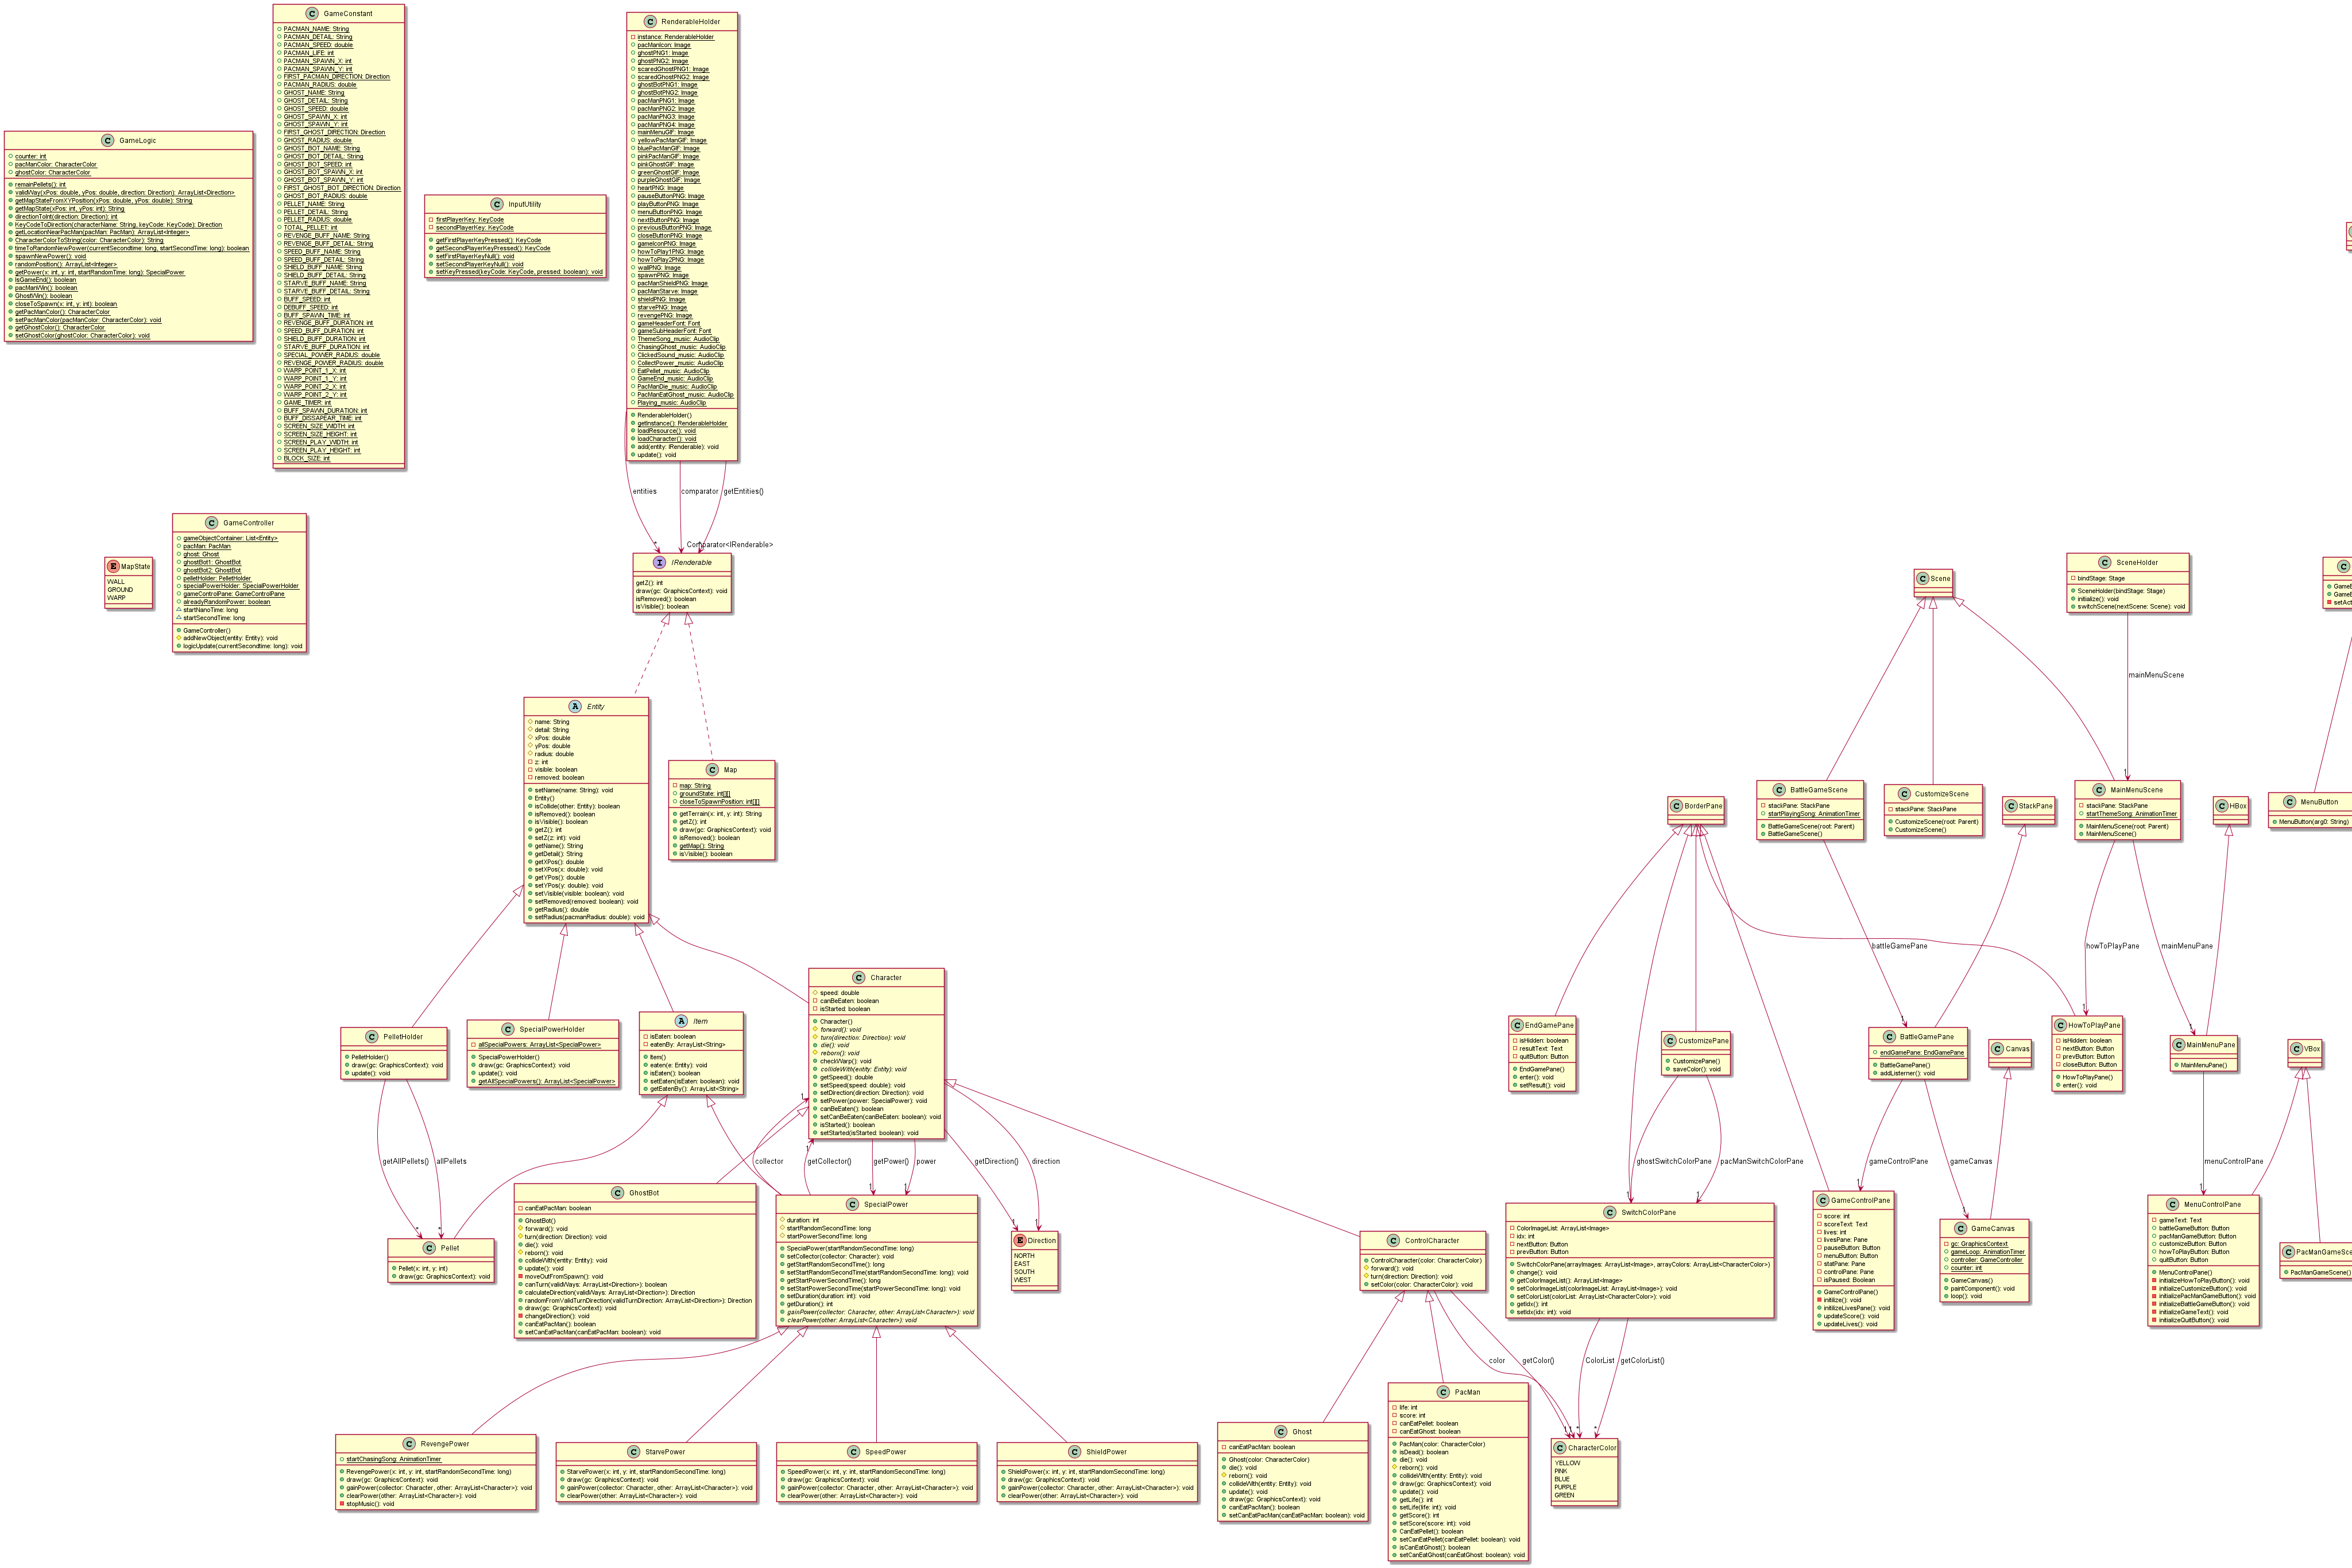 GameConstant
PACMAN_NAME: String
PACMAN_DETAIL: String
PACMAN_SPEED: double
PACMAN_LIFE: int
PACMAN_SPAWN_X: int
PACMAN_SPAWN_Y: int
FIRST_PACMAN_DIRECTION: Direction
PACMAN_RADIUS: double
GHOST_NAME: String
GHOST_DETAIL: String
GHOST_SPEED: double
GHOST_SPAWN_X: int
GHOST_SPAWN_Y: int
FIRST_GHOST_DIRECTION: Direction
GHOST_RADIUS: double
GHOST_BOT_NAME: String
GHOST_BOT_DETAIL: String
GHOST_BOT_SPEED: int
GHOST_BOT_SPAWN_X: int
GHOST_BOT_SPAWN_Y: int
FIRST_GHOST_BOT_DIRECTION: Direction
GHOST_BOT_RADIUS: double
PELLET_NAME: String
PELLET_DETAIL: String
PELLET_RADIUS: double
TOTAL_PELLET: int
REVENGE_BUFF_NAME: String
REVENGE_BUFF_DETAIL: String
SPEED_BUFF_NAME: String
SPEED_BUFF_DETAIL: String
SHIELD_BUFF_NAME: String
SHIELD_BUFF_DETAIL: String
STARVE_BUFF_NAME: String
STARVE_BUFF_DETAIL: String
BUFF_SPEED: int
DEBUFF_SPEED: int
BUFF_SPAWN_TIME: int
REVENGE_BUFF_DURATION: int
SPEED_BUFF_DURATION: int
SHIELD_BUFF_DURATION: int
STARVE_BUFF_DURATION: int
SPECIAL_POWER_RADIUS: double
REVENGE_POWER_RADIUS: double
WARP_POINT_1_X: int
WARP_POINT_1_Y: int
WARP_POINT_2_X: int
WARP_POINT_2_Y: int
GAME_TIMER: int
BUFF_SPAWN_DURATION: int
BUFF_DISSAPEAR_TIME: int
SCREEN_SIZE_WIDTH: int
SCREEN_SIZE_HEIGHT: int
SCREEN_PLAY_WIDTH: int
SCREEN_PLAY_HEIGHT: int
BLOCK_SIZE: int
RenderableHolder
instance: RenderableHolder
pacManIcon: Image
ghostPNG1: Image
ghostPNG2: Image
scaredGhostPNG1: Image
scaredGhostPNG2: Image
ghostBotPNG1: Image
ghostBotPNG2: Image
pacManPNG1: Image
pacManPNG2: Image
pacManPNG3: Image
pacManPNG4: Image
mainMenuGIF: Image
yellowPacManGIF: Image
bluePacManGIF: Image
pinkPacManGIF: Image
pinkGhostGIF: Image
greenGhostGIF: Image
purpleGhostGIF: Image
heartPNG: Image
pauseButtonPNG: Image
playButtonPNG: Image
menuButtonPNG: Image
nextButtonPNG: Image
previousButtonPNG: Image
closeButtonPNG: Image
gameIconPNG: Image
howToPlay1PNG: Image
howToPlay2PNG: Image
wallPNG: Image
spawnPNG: Image
pacManShieldPNG: Image
pacManStarve: Image
shieldPNG: Image
starvePNG: Image
revengePNG: Image
gameHeaderFont: Font
gameSubHeaderFont: Font
ThemeSong_music: AudioClip
ChasingGhost_music: AudioClip
ClickedSound_music: AudioClip
CollectPower_music: AudioClip
EatPellet_music: AudioClip
GameEnd_music: AudioClip
PacManDie_music: AudioClip
PacManEatGhost_music: AudioClip
Playing_music: AudioClip
RenderableHolder()
getInstance(): RenderableHolder
loadResource(): void
loadCharacter(): void
add(entity: IRenderable): void
update(): void
GameLogic
counter: int
pacManColor: CharacterColor
ghostColor: CharacterColor
remainPellets(): int
validWay(xPos: double, yPos: double, direction: Direction): ArrayList<Direction>
getMapStateFromXYPosition(xPos: double, yPos: double): String
getMapState(xPos: int, yPos: int): String
directionToInt(direction: Direction): int
KeyCodeToDirection(characterName: String, keyCode: KeyCode): Direction
getLocationNearPacMan(pacMan: PacMan): ArrayList<Integer>
CharacterColorToString(color: CharacterColor): String
timeToRandomNewPower(currentSecondtime: long, startSecondTime: long): boolean
spawnNewPower(): void
randomPosition(): ArrayList<Integer>
getPower(x: int, y: int, startRandomTime: long): SpecialPower
isGameEnd(): boolean
pacManWin(): boolean
GhostWin(): boolean
closeToSpawn(x: int, y: int): boolean
getPacManColor(): CharacterColor
setPacManColor(pacManColor: CharacterColor): void
getGhostColor(): CharacterColor
setGhostColor(ghostColor: CharacterColor): void
InputUtility
firstPlayerKey: KeyCode
secondPlayerKey: KeyCode
getFirstPlayerKeyPressed(): KeyCode
getSecondPlayerKeyPressed(): KeyCode
setFirstPlayerKeyNull(): void
setSecondPlayerKeyNull(): void
setKeyPressed(keyCode: KeyCode, pressed: boolean): void
entities
comparator
getEntities()
*
Comparator<IRenderable>
MapState
WALL
GROUND
WARP
GameController
gameObjectContainer: List<Entity>
pacMan: PacMan
ghost: Ghost
ghostBot1: GhostBot
ghostBot2: GhostBot
pelletHolder: PelletHolder
specialPowerHolder: SpecialPowerHolder
gameControlPane: GameControlPane
alreadyRandomPower: boolean
startNanoTime: long
startSecondTime: long
GameController()
addNewObject(entity: Entity): void
logicUpdate(currentSecondtime: long): void
IRenderable
getZ(): int
draw(gc: GraphicsContext): void
isRemoved(): boolean
isVisible(): boolean
Scene
SceneHolder
bindStage: Stage
SceneHolder(bindStage: Stage)
initialize(): void
switchScene(nextScene: Scene): void
mainMenuScene
1
Entity
name: String
detail: String
xPos: double
yPos: double
radius: double
z: int
visible: boolean
removed: boolean
setName(name: String): void
Entity()
isCollide(other: Entity): boolean
isRemoved(): boolean
isVisible(): boolean
getZ(): int
setZ(z: int): void
getName(): String
getDetail(): String
getXPos(): double
setXPos(x: double): void
getYPos(): double
setYPos(y: double): void
setVisible(visible: boolean): void
setRemoved(removed: boolean): void
getRadius(): double
setRadius(pacmanRadius: double): void
Map
map: String
groundState: int[][]
closeToSpawnPosition: int[][]
getTerrain(x: int, y: int): String
getZ(): int
draw(gc: GraphicsContext): void
isRemoved(): boolean
getMap(): String
isVisible(): boolean
BorderPane
BattleGameScene
stackPane: StackPane
startPlayingSong: AnimationTimer
BattleGameScene(root: Parent)
BattleGameScene()
CustomizeScene
stackPane: StackPane
CustomizeScene(root: Parent)
CustomizeScene()
StackPane
MainMenuScene
stackPane: StackPane
startThemeSong: AnimationTimer
MainMenuScene(root: Parent)
MainMenuScene()
HBox
MenuButton
MenuButton(arg0: String)
battleGamePane
howToPlayPane
mainMenuPane
PelletHolder
PelletHolder()
draw(gc: GraphicsContext): void
update(): void
SpecialPowerHolder
allSpecialPowers: ArrayList<SpecialPower>
SpecialPowerHolder()
draw(gc: GraphicsContext): void
update(): void
getAllSpecialPowers(): ArrayList<SpecialPower>
Item
isEaten: boolean
eatenBy: ArrayList<String>
Item()
eaten(e: Entity): void
isEaten(): boolean
setEaten(isEaten: boolean): void
getEatenBy(): ArrayList<String>
Character
speed: double
canBeEaten: boolean
isStarted: boolean
Character()
forward(): void
turn(direction: Direction): void
die(): void
reborn(): void
checkWarp(): void
collideWith(entity: Entity): void
getSpeed(): double
setSpeed(speed: double): void
setDirection(direction: Direction): void
setPower(power: SpecialPower): void
canBeEaten(): boolean
setCanBeEaten(canBeEaten: boolean): void
isStarted(): boolean
setStarted(isStarted: boolean): void
EndGamePane
isHidden: boolean
resultText: Text
quitButton: Button
EndGamePane()
enter(): void
setResult(): void
CustomizePane
CustomizePane()
saveColor(): void
BattleGamePane
endGamePane: EndGamePane
BattleGamePane()
addListerner(): void
Canvas
HowToPlayPane
isHidden: boolean
nextButton: Button
prevButton: Button
closeButton: Button
HowToPlayPane()
enter(): void
MainMenuPane
MainMenuPane()
VBox
getAllPellets()
allPellets
collector
getCollector()
getPower()
power
getDirection()
direction
ghostSwitchColorPane
pacManSwitchColorPane
gameControlPane
gameCanvas
menuControlPane
Pellet
Pellet(x: int, y: int)
draw(gc: GraphicsContext): void
GhostBot
canEatPacMan: boolean
GhostBot()
forward(): void
turn(direction: Direction): void
die(): void
reborn(): void
collideWith(entity: Entity): void
update(): void
moveOutFromSpawn(): void
canTurn(validWays: ArrayList<Direction>): boolean
calculateDirection(validWays: ArrayList<Direction>): Direction
randomFromValidTurnDirection(validTurnDirection: ArrayList<Direction>): Direction
draw(gc: GraphicsContext): void
changeDirection(): void
canEatPacMan(): boolean
setCanEatPacMan(canEatPacMan: boolean): void
SpecialPower
duration: int
startRandomSecondTime: long
startPowerSecondTime: long
SpecialPower(startRandomSecondTime: long)
setCollector(collector: Character): void
getStartRandomSecondTime(): long
setStartRandomSecondTime(startRandomSecondTime: long): void
getStartPowerSecondTime(): long
setStartPowerSecondTime(startPowerSecondTime: long): void
setDuration(duration: int): void
getDuration(): int
gainPower(collector: Character, other: ArrayList<Character>): void
clearPower(other: ArrayList<Character>): void
Direction
NORTH
EAST
SOUTH
WEST
ControlCharacter
ControlCharacter(color: CharacterColor)
forward(): void
turn(direction: Direction): void
setColor(color: CharacterColor): void
SwitchColorPane
ColorImageList: ArrayList<Image>
idx: int
nextButton: Button
prevButton: Button
SwitchColorPane(arrayImages: ArrayList<Image>, arrayColors: ArrayList<CharacterColor>)
change(): void
getColorImageList(): ArrayList<Image>
setColorImageList(colorImageList: ArrayList<Image>): void
setColorList(colorList: ArrayList<CharacterColor>): void
getIdx(): int
setIdx(idx: int): void
GameControlPane
score: int
scoreText: Text
lives: int
livesPane: Pane
pauseButton: Button
menuButton: Button
statPane: Pane
controlPane: Pane
isPaused: Boolean
GameControlPane()
initilize(): void
initilizeLivesPane(): void
updateScore(): void
updateLives(): void
GameCanvas
gc: GraphicsContext
gameLoop: AnimationTimer
controller: GameController
counter: int
GameCanvas()
paintComponent(): void
loop(): void
MenuControlPane
gameText: Text
battleGameButton: Button
pacManGameButton: Button
customizeButton: Button
howToPlayButton: Button
quitButton: Button
MenuControlPane()
initializeHowToPlayButton(): void
initializeCustomizeButton(): void
initializePacManGameButton(): void
initializeBattleGameButton(): void
initializeGameText(): void
initializeQuitButton(): void
PacManGameSce
PacManGameScene()
color
getColor()
ColorList
getColorList()
RevengePower
startChasingSong: AnimationTimer
RevengePower(x: int, y: int, startRandomSecondTime: long)
draw(gc: GraphicsContext): void
gainPower(collector: Character, other: ArrayList<Character>): void
clearPower(other: ArrayList<Character>): void
stopMusic(): void
StarvePower
StarvePower(x: int, y: int, startRandomSecondTime: long)
draw(gc: GraphicsContext): void
gainPower(collector: Character, other: ArrayList<Character>): void
clearPower(other: ArrayList<Character>): void
SpeedPower
SpeedPower(x: int, y: int, startRandomSecondTime: long)
draw(gc: GraphicsContext): void
gainPower(collector: Character, other: ArrayList<Character>): void
clearPower(other: ArrayList<Character>): void
ShieldPower
ShieldPower(x: int, y: int, startRandomSecondTime: long)
draw(gc: GraphicsContext): void
gainPower(collector: Character, other: ArrayList<Character>): void
clearPower(other: ArrayList<Character>): void
Ghost
canEatPacMan: boolean
Ghost(color: CharacterColor)
die(): void
reborn(): void
collideWith(entity: Entity): void
update(): void
draw(gc: GraphicsContext): void
canEatPacMan(): boolean
setCanEatPacMan(canEatPacMan: boolean): void
PacMan
life: int
score: int
canEatPellet: boolean
canEatGhost: boolean
PacMan(color: CharacterColor)
isDead(): boolean
die(): void
reborn(): void
collideWith(entity: Entity): void
draw(gc: GraphicsContext): void
update(): void
getLife(): int
setLife(life: int): void
getScore(): int
setScore(score: int): void
CanEatPellet(): boolean
setCanEatPellet(canEatPellet: boolean): void
isCanEatGhost(): boolean
setCanEatGhost(canEatGhost: boolean): void
CharacterColor
YELLOW
PINK
BLUE
PURPLE
GREEN